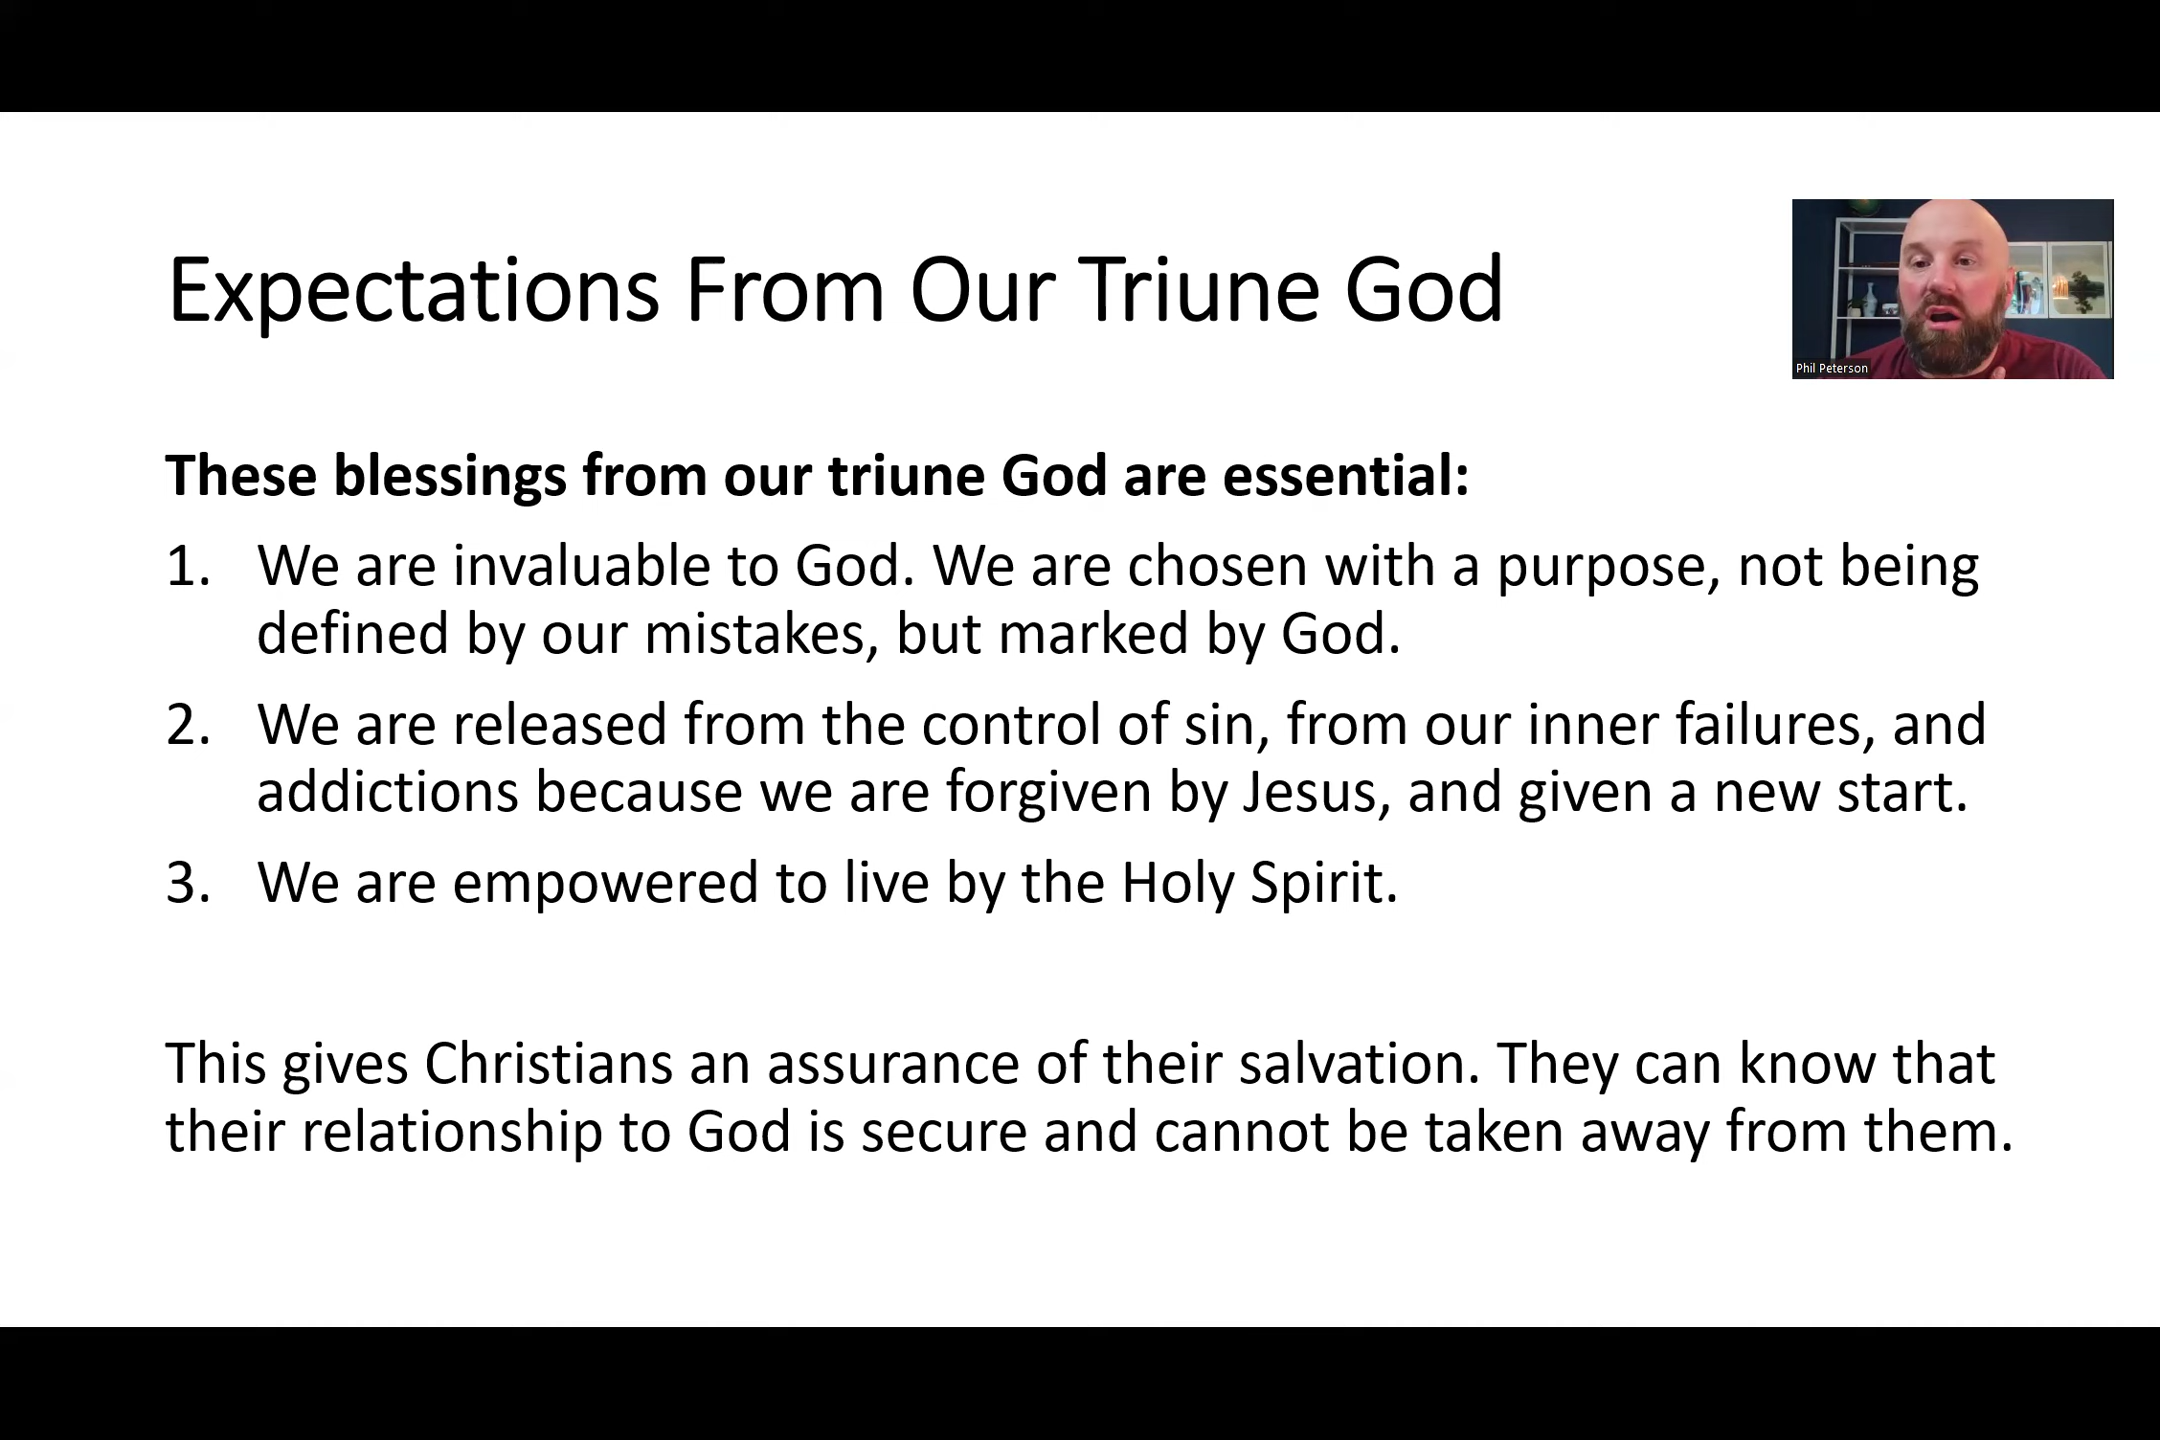 Expectations From Our Triune God
Phil Peterson
These blessings from our triune God are essential:
1. We are invaluable to God. We are chosen with a purpose, not being
defined by our mistakes, but marked by God.
2. We are released from the control of sin, from our inner failures, and
addictions because we are forgiven by Jesus, and given a new start.
3. We are empowered to live by the Holy Spirit.
This gives Christians an assurance of their salvation. They can know that
their relationship to God is secure and cannot be taken away from them.